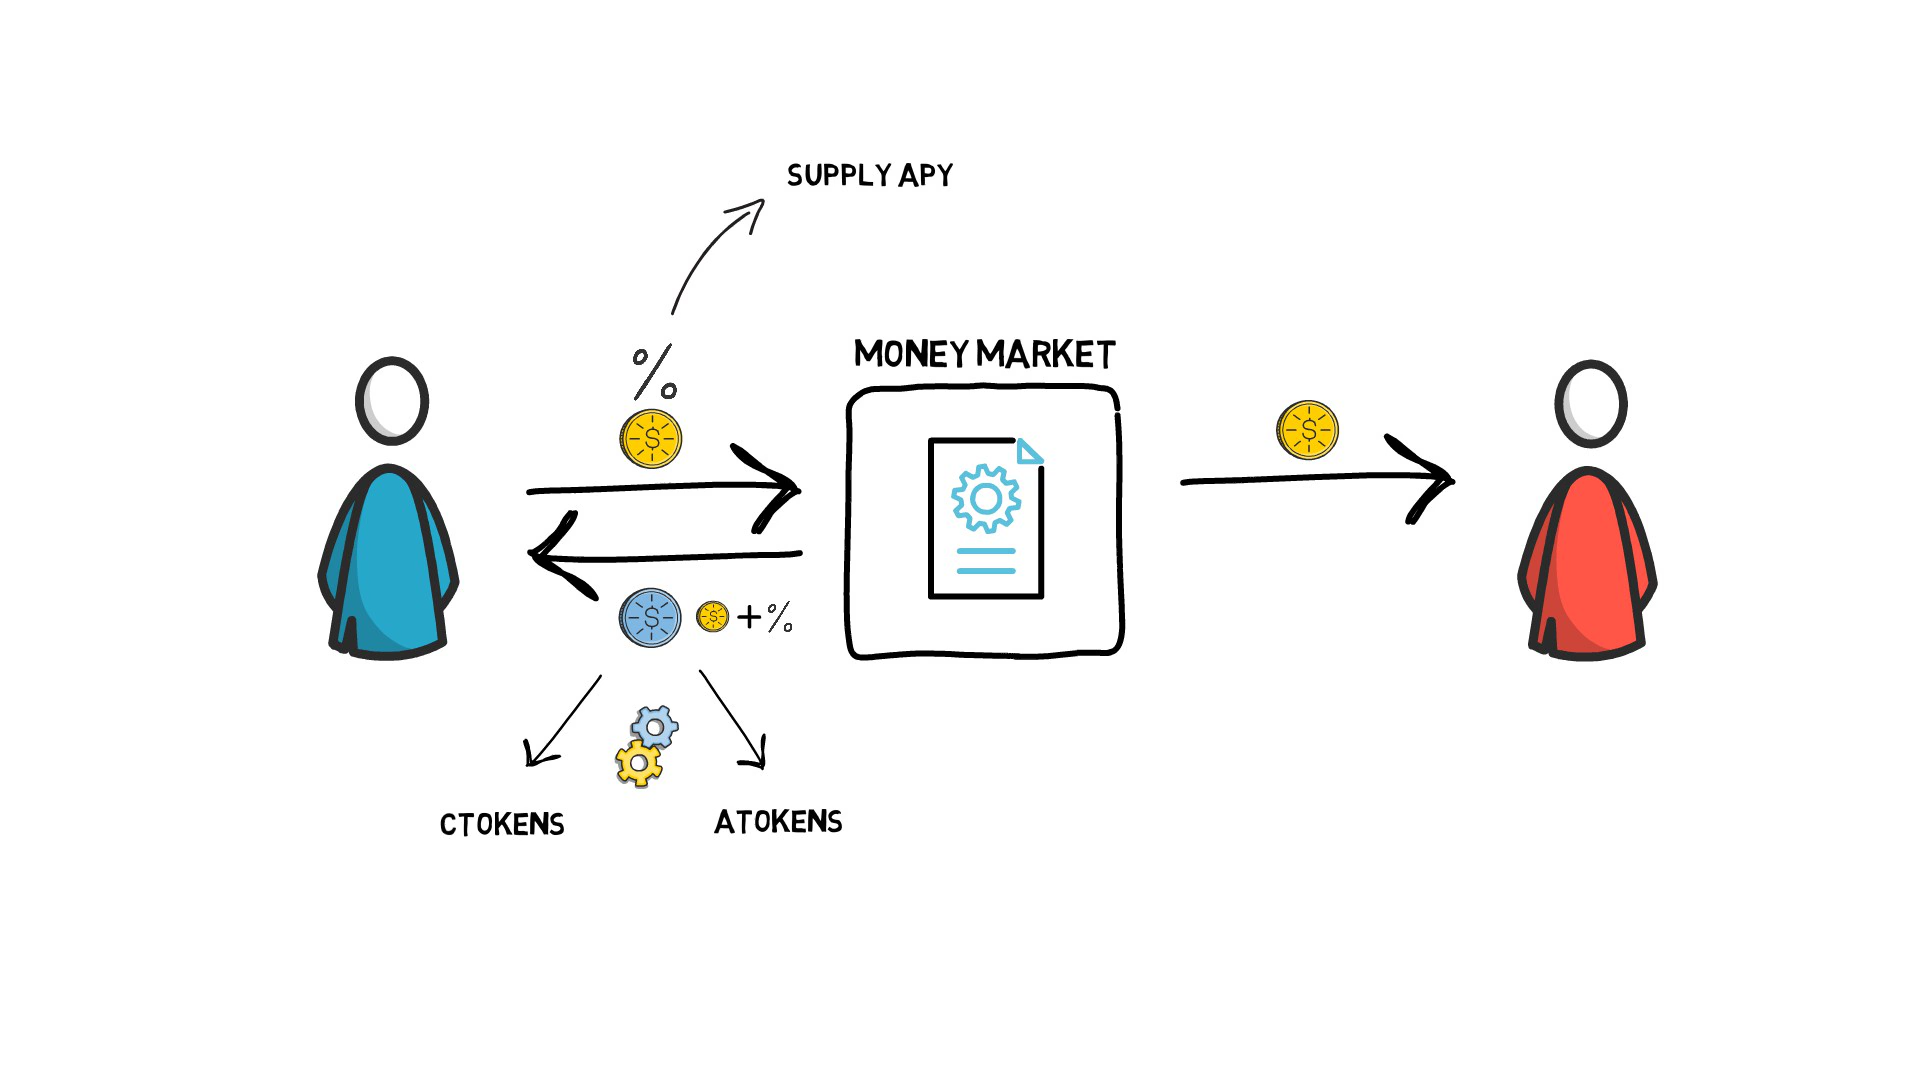 SUPPLY APY
%
MONEY MARKET
$
$
$ $ + %
CTOKENS
ATOKENS